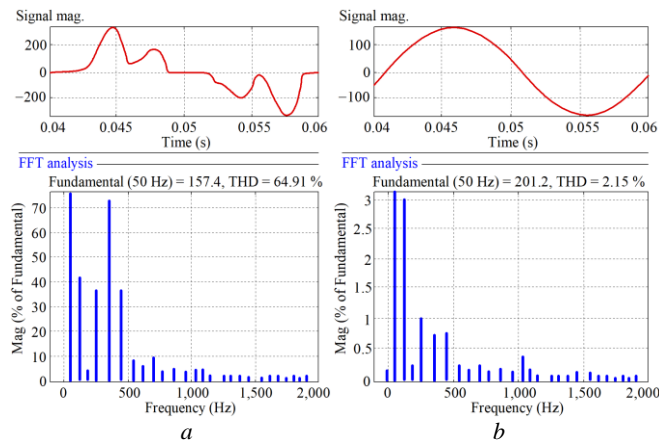 Signal mag.
200
0
−200
0.04 0.045 0.05 0.055 0.06
Time (s)
FFT analysis
Fundamental (50 Hz) = 157.4, THD = 64.91 %
Mag (% of Fundamental)
70
60
50
40
30
20
10
0
0 500 1,000 1,500 2,000
Frequency (Hz)
a
Signal mag.
100
0
−100
0.04 0.045 0.05 0.055 0.06
Time (s)
FFT analysis
Fundamental (50 Hz) = 201.2, THD = 2.15 %
Mag (% of Fundamental)
3
2.5
2
1.5
1
0.5
0
0 500 1,000 1,500 2,000
Frequency (Hz)
b